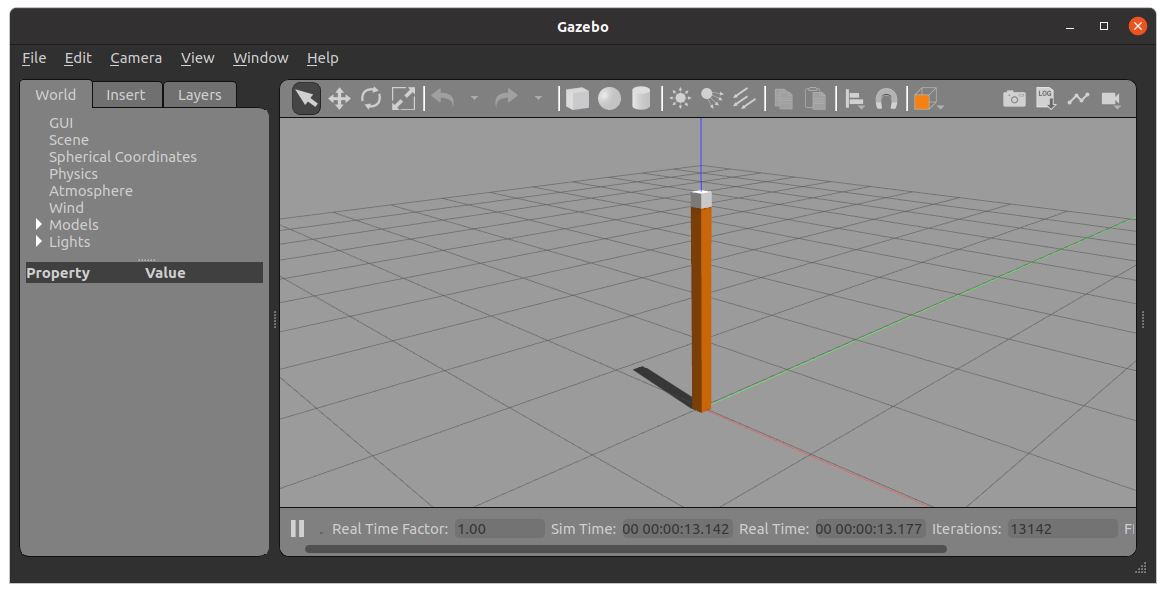 Gazebo
File Edit Camera View Window Help
World Insert Layers
LOG
GUI
Scene
Spherical Coordinates
Physics
Atmosphere
Wind
Models
Lights
Property Value
Real Time Factor: 1.00 Sim Time: 00 00:00:13.142 Real Time: 00 00:00:13.177 Iterations: 13142